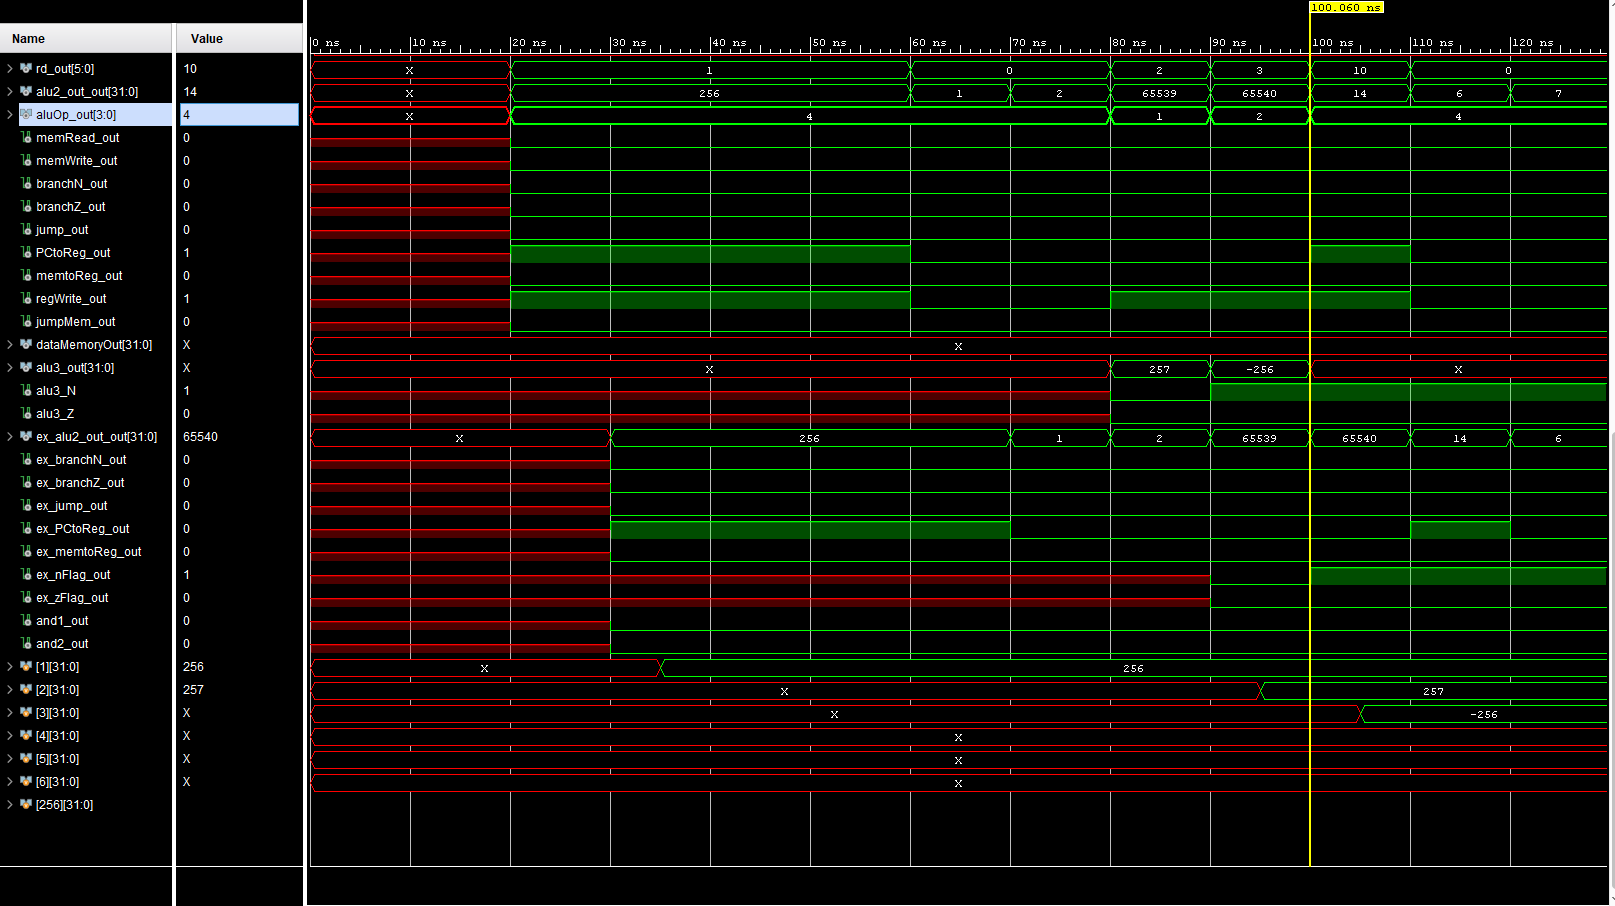 100.060 ns
Name Value
0 ns 10 ns 20 ns 30 ns 40 ns 50 ns 60 ns 70 ns 80 ns 90 ns 100 ns 110 ns 120 ns
rd_out[5:0] 10 X 1 0 2 3 10 0
alu2_out_out[31:0] 14 X 256 1 2 65539 65540 14 6 7
aluOp_out[3:0] 4 X 4 1 2 4
memRead_out 0
memWrite_out 0
branchN_out 0
branchZ_out 0
jump_out 0
PCtoReg_out 1
memtoReg_out 0
regWrite_out 1
jumpMem_out 0
dataMemoryOut[31:0] X X
alu3_out[31:0] X X 257 -256 X
alu3_N 1
alu3_Z 0
ex_alu2_out_out[31:0] 65540 X 256 1 2 65539 65540 14 6
ex_branchN_out 0
ex_branchZ_out 0
ex_jump_out 0
ex_PCtoReg_out 0
ex_memtoReg_out 0
ex_nFlag_out 1
ex_zFlag_out 0
and1_out 0
and2_out 0
[1][31:0] 256 X 256
[2][31:0] 257 X 257
[3][31:0] X X -256
[4][31:0] X X
[5][31:0] X X
[6][31:0] X X
[256][31:0]